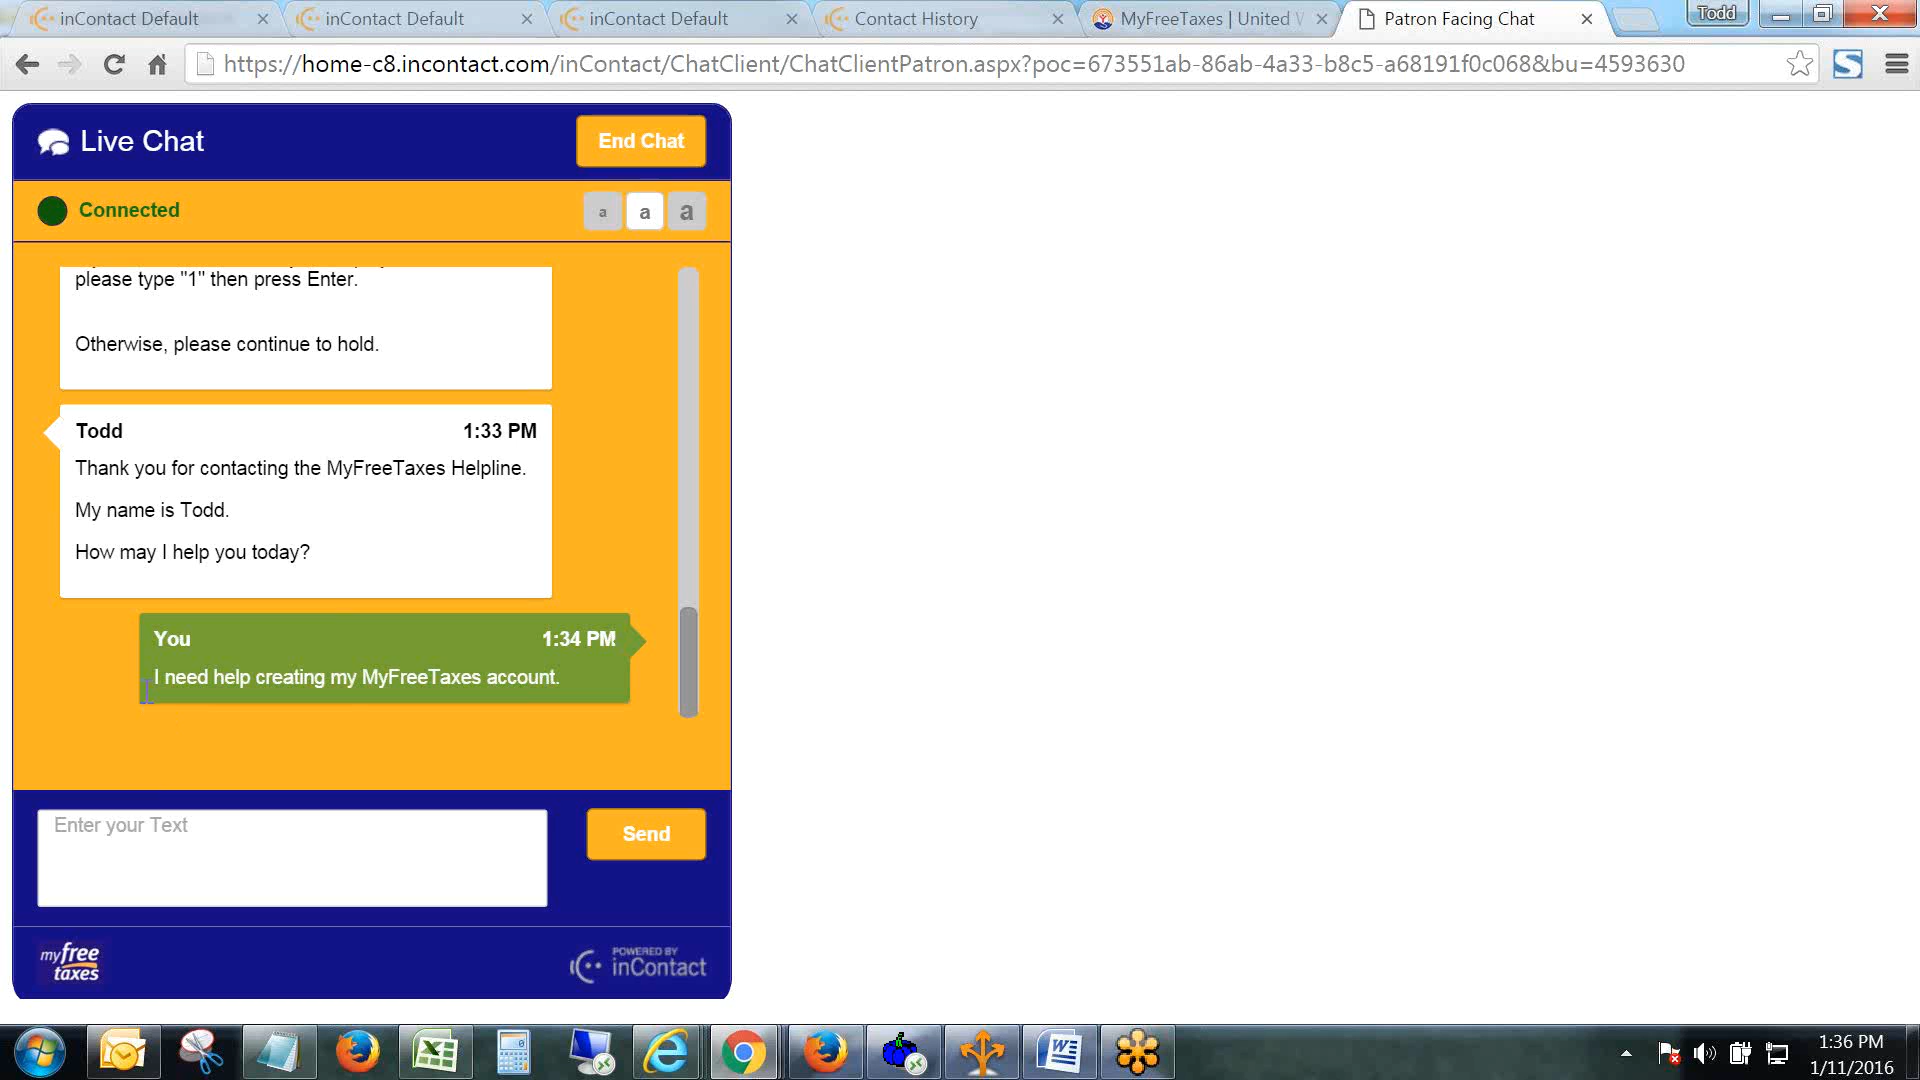 inContact Default
inContact Default
inContact Default
Contact History
MyFreeTaxes | United
Patron Facing Chat
Todd
https://home-c8.incontact.com/inContact/ChatClient/ChatClientPatron.aspx?poc=673551ab-86ab-4a33-b8c5-a68191f0c068&bu=4593630
Live Chat
End Chat
Connected
a a a
please type "1" then press Enter.
Otherwise, please continue to hold.
Todd 1:33 PM
Thank you for contacting the MyFreeTaxes Helpline.
My name is Todd.
How may I help you today?
You 1:34 PM
I need help creating my MyFreeTaxes account.
Enter your Text
Send
my free
taxes
POWERED BY
inContact
1:36 PM
1/11/2016